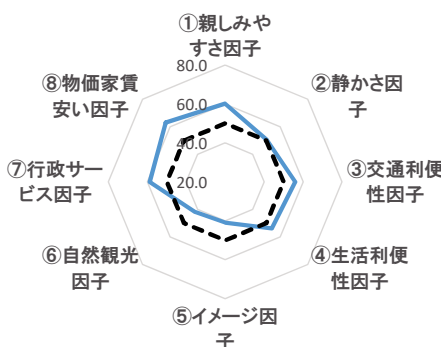 ①親しみや
すさ因子
②静かさ因
子
③交通利便
性因子
④生活利便
性因子
⑤イメージ因
子
⑥自然観光
因子
⑦行政サー
ビス因子
⑧物価家賃
安い因子
80.0
60.0
40.0
20.0